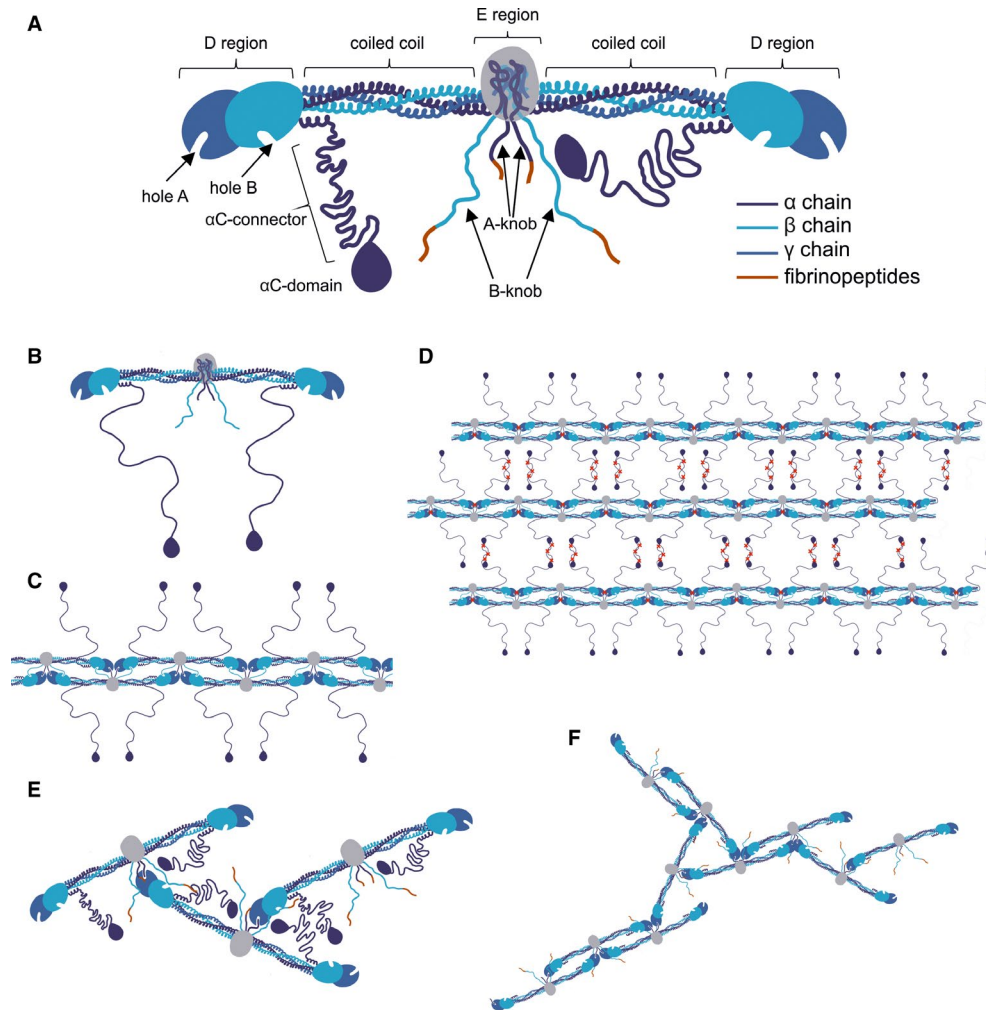 A
E region
D region
coiled coil
coiled coil
D region
hole A
hole B
αC-connector
A-knob
αC-domain
B-knob
α chain
β chain
γ chain
fibrinopeptides
B
D
C
F
E